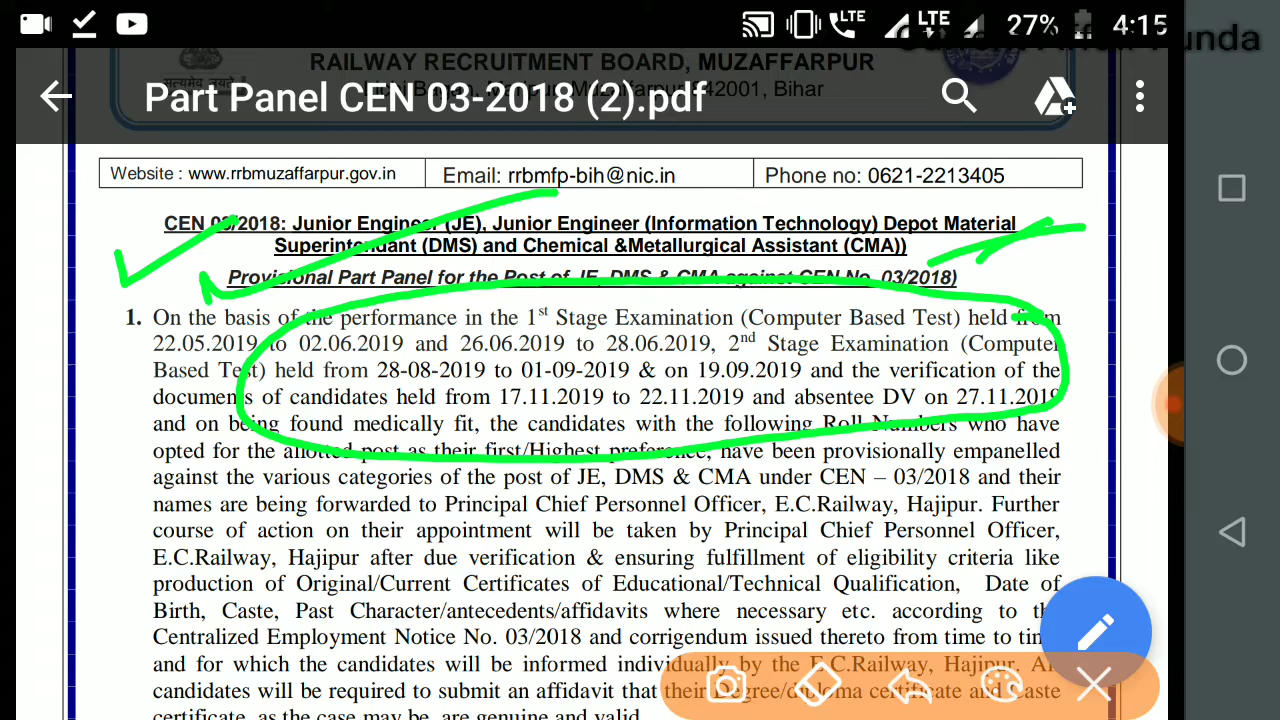 LTE LTE 27% 4:15
unda
RAILWAY RECRUITMENT BOARD, MUZAFFARPUR
सत्यमेव जयते 842001, Bihar
Part Panel CEN 03-2018 (2).pdf
Website : www.rrbmuzaffarpur.gov.in Email: rrbmfp-bih@nic.in Phone no: 0621-2213405
CEN 03/2018: Junior Engineer (JE), Junior Engineer (Information Technology) Depot Material
Superintendant (DMS) and Chemical &Metallurgical Assistant (CMA))
Provisional Part Panel for the Post of JE, DMS & CMA against CEN No. 03/2018)
1. On the basis of the performance in the 1st Stage Examination (Computer Based Test) held from
22.05.2019 to 02.06.2019 and 26.06.2019 to 28.06.2019, 2nd Stage Examination (Computer
Based Test) held from 28-08-2019 to 01-09-2019 & on 19.09.2019 and the verification of the
documents of candidates held from 17.11.2019 to 22.11.2019 and absentee DV on 27.11.2019
and on being found medically fit, the candidates with the following Roll Numbers who have
opted for the allotted post as their first/Highest preference, have been provisionally empanelled
against the various categories of the post of JE, DMS & CMA under CEN – 03/2018 and their
names are being forwarded to Principal Chief Personnel Officer, E.C.Railway, Hajipur. Further
course of action on their appointment will be taken by Principal Chief Personnel Officer,
E.C.Railway, Hajipur after due verification & ensuring fulfillment of eligibility criteria like
production of Original/Current Certificates of Educational/Technical Qualification, Date of
Birth, Caste, Past Character/antecedents/affidavits where necessary etc. according to the
Centralized Employment Notice No. 03/2018 and corrigendum issued thereto from time to time
and for which the candidates will be informed individually by the E.C.Railway, Hajipur. All
candidates will be required to submit an affidavit that their Degree/diploma certificate and Caste
certificate, as the case may be, are genuine and valid.